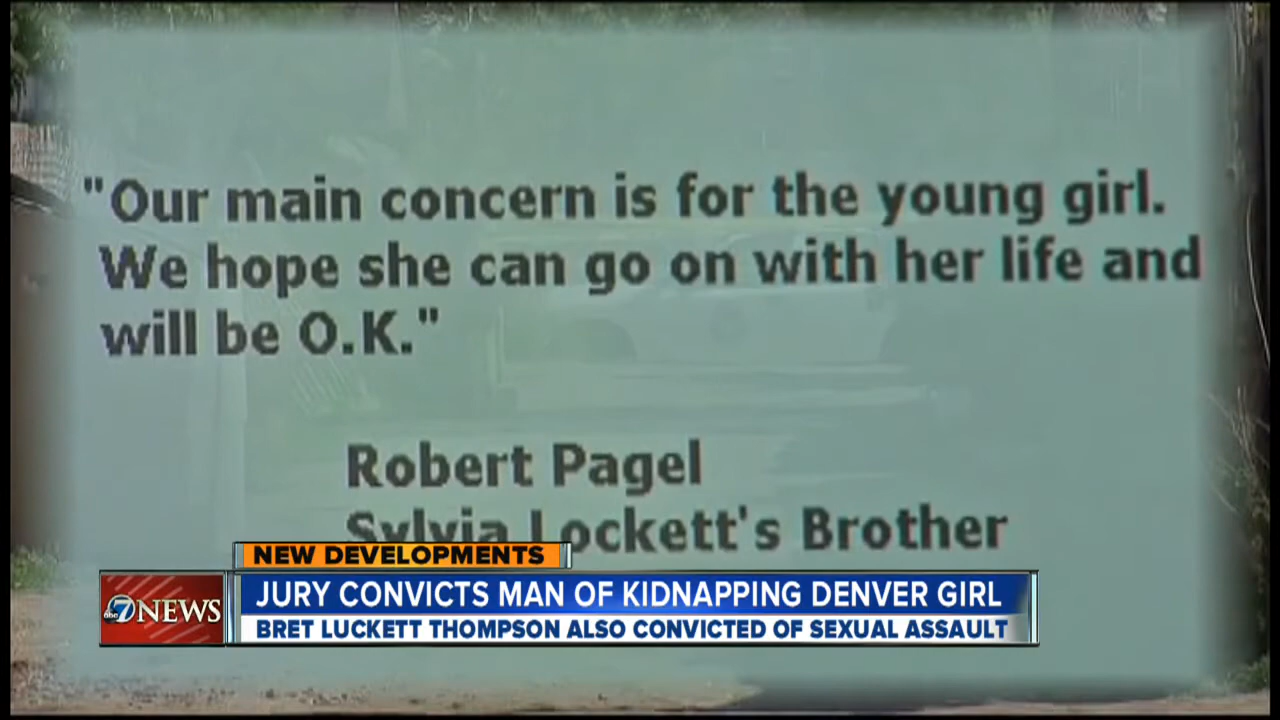 "Our main concern is for the young girl.
We hope she can go on with her life and
will be O.K."
Robert Pagel
Sylvia Lockett's Brother
NEW DEVELOPMENTS
abc 7NEWS
JURY CONVICTS MAN OF KIDNAPPING DENVER GIRL
BRET LUCKETT THOMPSON ALSO CONVICTED OF SEXUAL ASSAULT